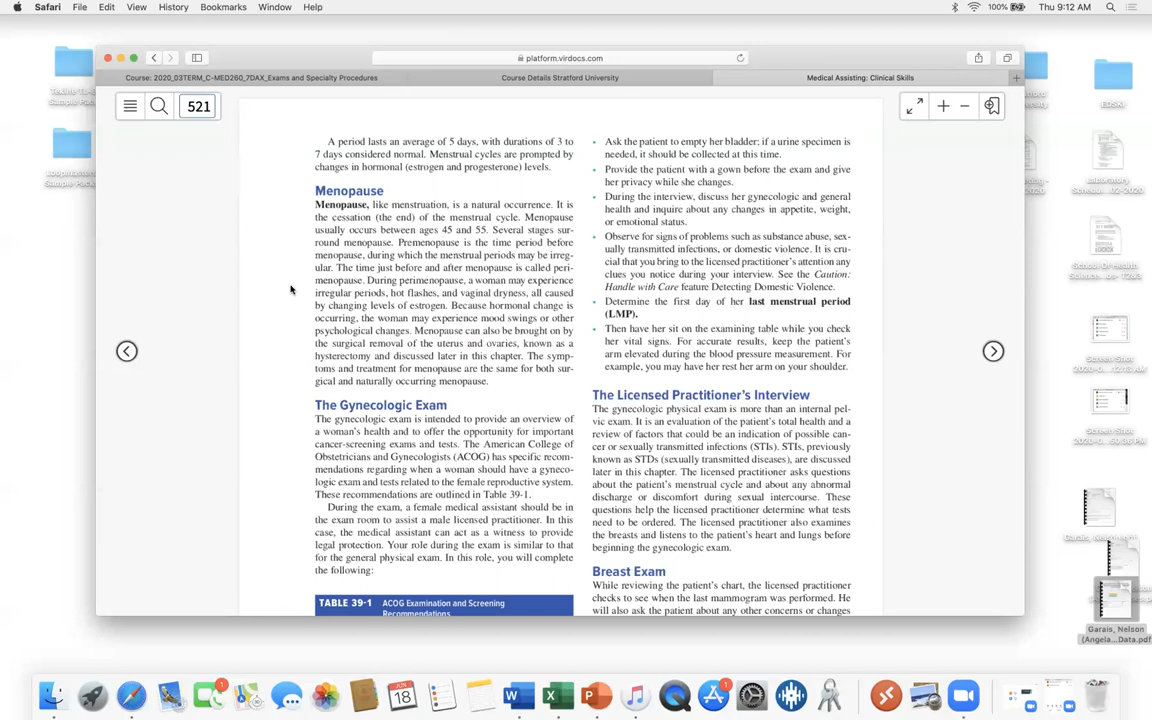 Safari File Edit View History Bookmarks Window Help
100% Thu 9:12 AM
platform.virdocs.com
Course: 2020_03TERM_C-MED260_7DAX_Exams and Specialty Procedures
Course Details Stratford University
Medical Assisting: Clinical Skills
521
A period lasts an average of 5 days, with durations of 3 to
7 days considered normal. Menstrual cycles are prompted by
changes in hormonal (estrogen and progesterone) levels.
Menopause
Menopause, like menstruation, is a natural occurrence. It is
the cessation (the end) of the menstrual cycle. Menopause
usually occurs between ages 45 and 55. Several stages sur-
round menopause. Premenopause is the time period before
menopause, during which the menstrual periods may be irreg-
ular. The time just before and after menopause is called peri-
menopause. During perimenopause, a woman may experience
irregular periods, hot flashes, and vaginal dryness, all caused
by changing levels of estrogen. Because hormonal change is
occurring, the woman may experience mood swings or other
psychological changes. Menopause can also be brought on by
the surgical removal of the uterus and ovaries, known as a
hysterectomy and discussed later in this chapter. The symp-
toms and treatment for menopause are the same for both sur-
gical and naturally occurring menopause.
The Gynecologic Exam
The gynecologic exam is intended to provide an overview of
a woman's health and to offer the opportunity for important
cancer-screening exams and tests. The American College of
Obstetricians and Gynecologists (ACOG) has specific recom-
mendations regarding when a woman should have a gyneco-
logic exam and tests related to the female reproductive system.
These recommendations are outlined in Table 39-1.
During the exam, a female medical assistant should be in
the exam room to assist a male licensed practitioner. In this
case, the medical assistant can act as a witness to provide
legal protection. Your role during the exam is similar to that
for the general physical exam. In this role, you will complete
the following:
TABLE 39-1 ACOG Examination and Screening
Recommendations
• Ask the patient to empty her bladder; if a urine specimen is
needed, it should be collected at this time.
• Provide the patient with a gown before the exam and give
her privacy while she changes.
• During the interview, discuss her gynecologic and general
health and inquire about any changes in appetite, weight,
or emotional status.
• Observe for signs of problems such as substance abuse, sex-
ually transmitted infections, or domestic violence. It is cru-
cial that you bring to the licensed practitioner's attention any
clues you notice during your interview. See the Caution:
Handle with Care feature Detecting Domestic Violence.
• Determine the first day of her last menstrual period
(LMP).
• Then have her sit on the examining table while you check
her vital signs. For accurate results, keep the patient's
arm elevated during the blood pressure measurement. For
example, you may have her rest her arm on your shoulder.
The Licensed Practitioner's Interview
The gynecologic physical exam is more than an internal pel-
vic exam. It is an evaluation of the patient's total health and a
review of factors that could be an indication of possible can-
cer or sexually transmitted infections (STIs). STIs, previously
known as STDs (sexually transmitted diseases), are discussed
later in this chapter. The licensed practitioner asks questions
about the patient's menstrual cycle and about any abnormal
discharge or discomfort during sexual intercourse. These
questions help the licensed practitioner determine what tests
need to be ordered. The licensed practitioner also examines
the breasts and listens to the patient's heart and lungs before
beginning the gynecologic exam.
Breast Exam
While reviewing the patient's chart, the licensed practitioner
checks to see when the last mammogram was performed. He
will also ask the patient about any other concerns or changes
Sample Pack
Sample Pack
EDSKI
Laboratory
School Of Health
Screen Shot
Screen Shot
Garais, Nelson
(Angela...Data.pdf
JUN
18
1
1